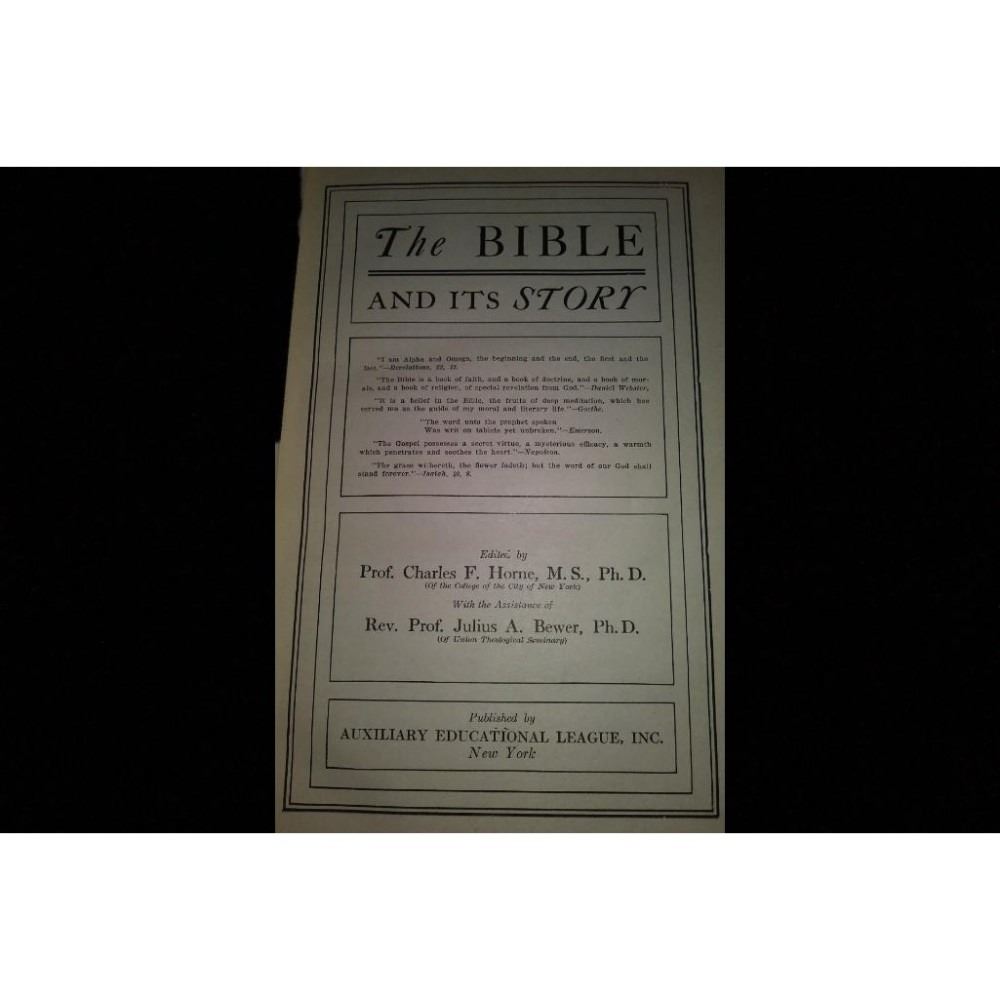 The BIBLE
AND ITS STORY
"I am Alpha and Omega, the beginning and the end, the first and the
last."—Revelations, 22, 13.
"The Bible is a book of faith, and a book of doctrine, and a book of mor-
als, and a book of religion, of special revelation from God."—Daniel Webster.
"It is a belief in the Bible, the fruits of deep meditation, which has
served me as the guide of my moral and literary life."—Goethe.
"The word unto the prophet spoken
Was writ on tablets yet unbroken."—Emerson.
"The Gospel possesses a secret virtue, a mysterious efficacy, a warmth
which penetrates and soothes the heart."—Napoleon.
"The grass withereth, the flower fadeth; but the word of our God shall
stand forever."—Isaiah, 8.
Edited by
Prof. Charles F. Horne, M.S., Ph.D.
(Of the College of the City of New York)
With the Assistance of
Rev. Prof. Julius A. Bewer, Ph.D.
(Of Union Theological Seminary)
Published by
AUXILIARY EDUCATIONAL LEAGUE, INC.
New York